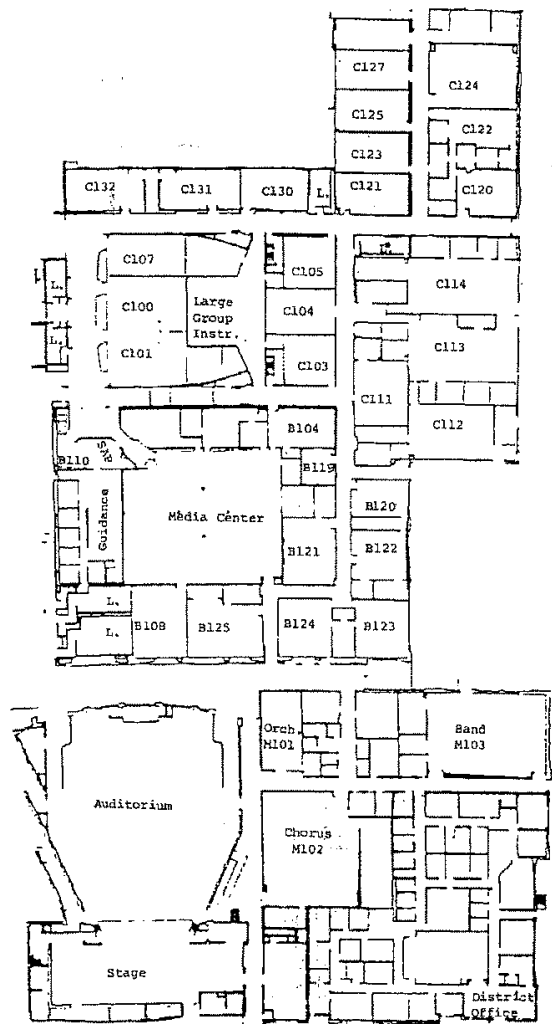 C127
C124
C125
C122
C123
C132
C131
C130
L.
C121
C120
L.
C107
C105
C114
L.
C100
Large
Group
Instr.
C104
C113
L.
C101
C103
C111
C112
B104
B110
B119
Guidance
Media Center
B120
B121
B122
L.
L.
B108
B125
B124
B123
Orch.
M101
Band
M103
Auditorium
Chorus
M102
Stage
District
Office